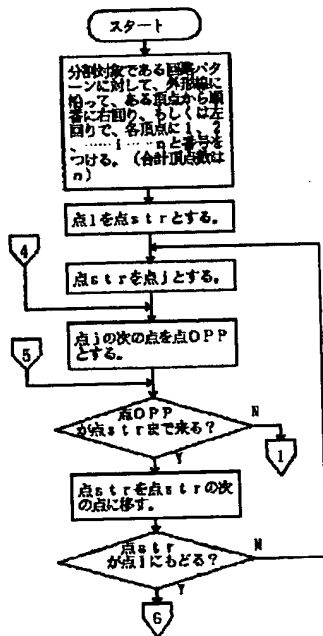 スタート
分割対象である回路パタ
ーンに対して、外形線に
沿って、ある頂点から順
番に右回り、もしくは左
回りで、各頂点に1、2
、……i……nと番号を
つける。(合計頂点数は
n)
点1を点strとする。
4
点strを点jとする。
点jの次の点を点OPP
とする。
5
点OPP
が点strまで来る?
N
1
Y
点strを点strの次
の点に移す。
点str
が点1にもどる?
N
Y
6